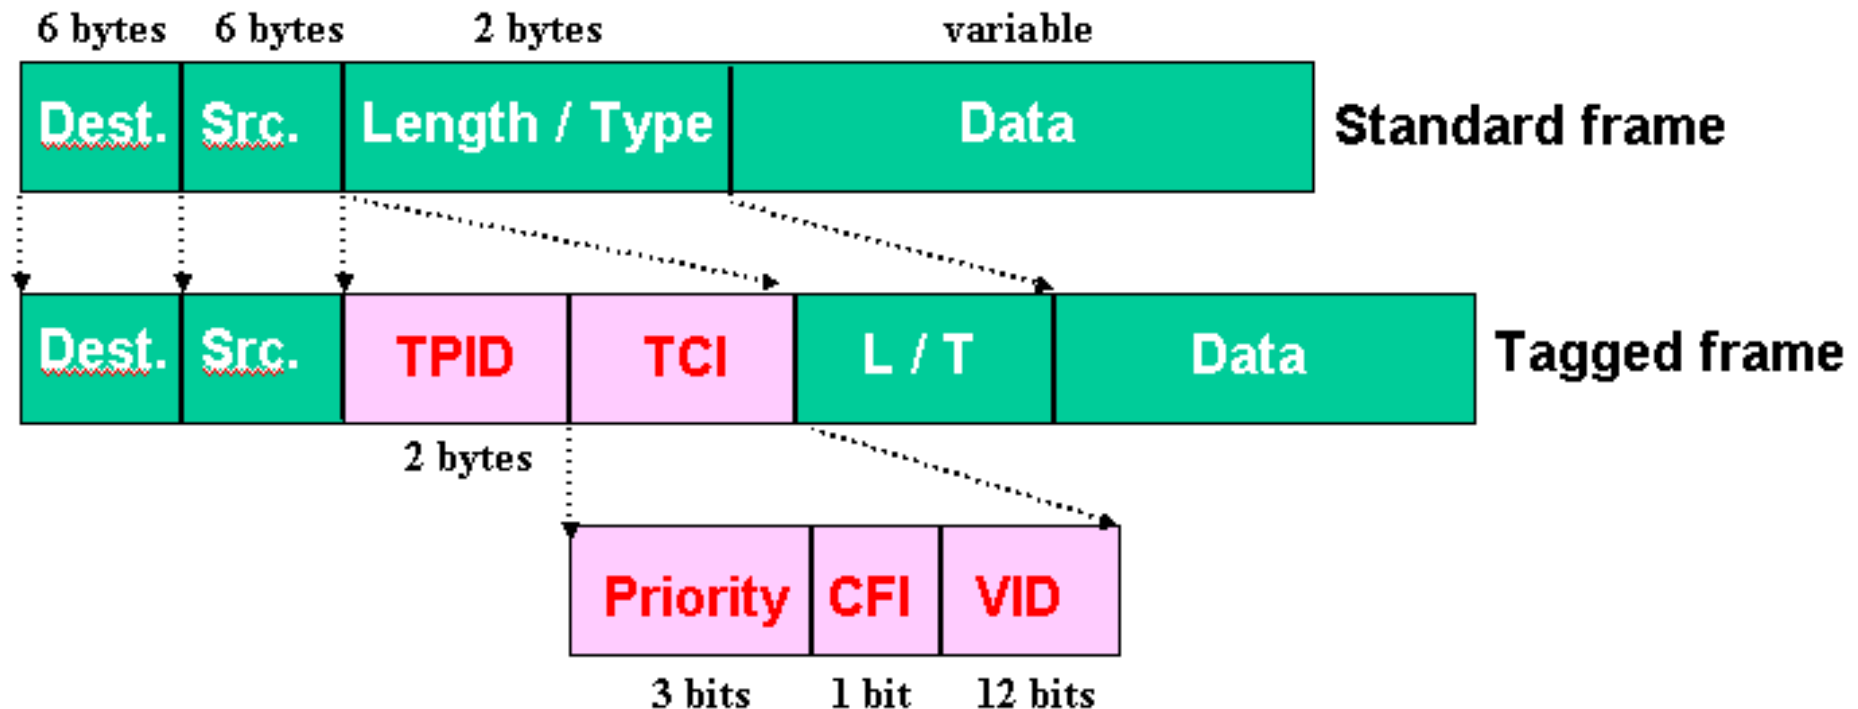 6 bytes 6 bytes 2 bytes variable
Dest. Src. Length / Type Data Standard frame
Dest. Src. TPID TCI L / T Data Tagged frame
2 bytes
Priority CFI VID
3 bits 1 bit 12 bits